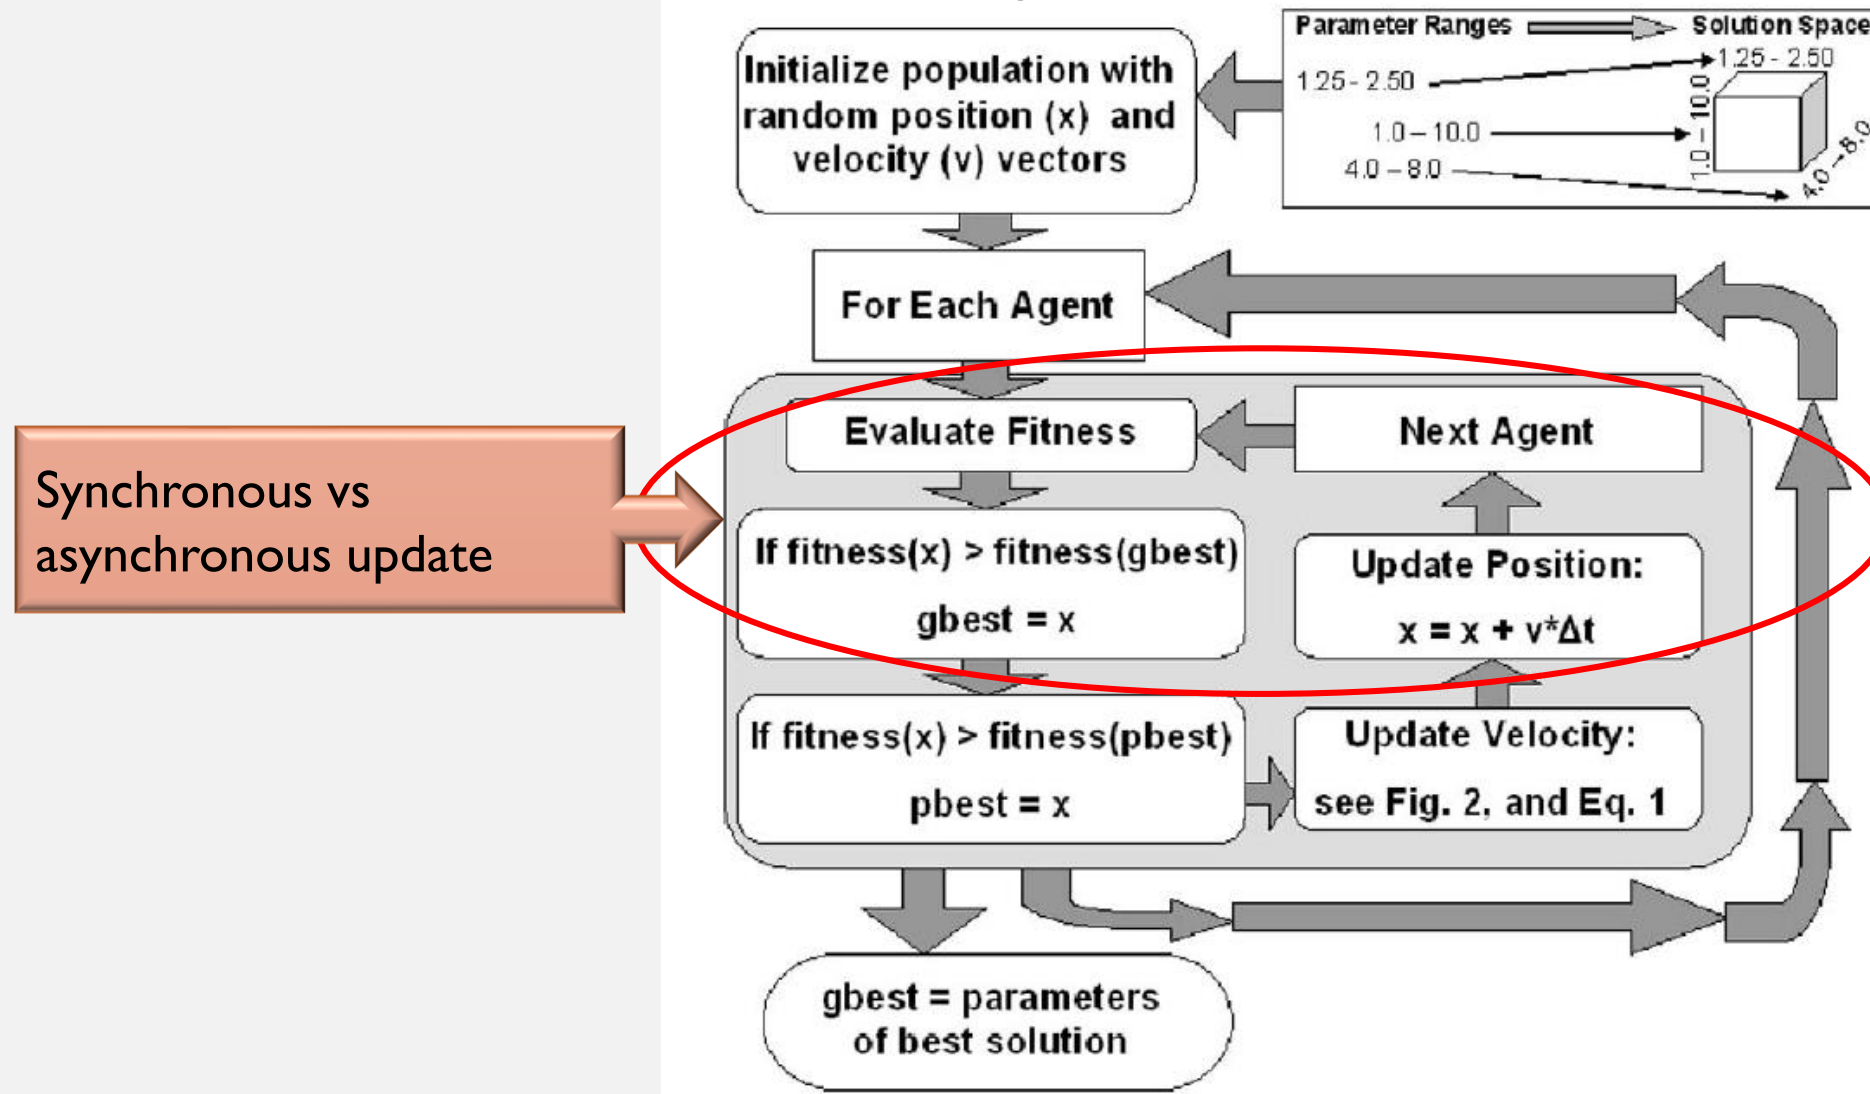 Parameter Ranges
Solution Space
1.25 - 2.50
1.25 - 2.50
1.0 – 10.0
1.0 – 10.0
4.0 – 8.0
4.0 → 8.0
Initialize population with
random position (x) and
velocity (v) vectors
For Each Agent
Synchronous vs
asynchronous update
Evaluate Fitness
If fitness(x) > fitness(gbest)
gbest = x
If fitness(x) > fitness(pbest)
pbest = x
Update Velocity:
see Fig. 2, and Eq. 1
Update Position:
x = x + v*Δt
Next Agent
gbest = parameters
of best solution